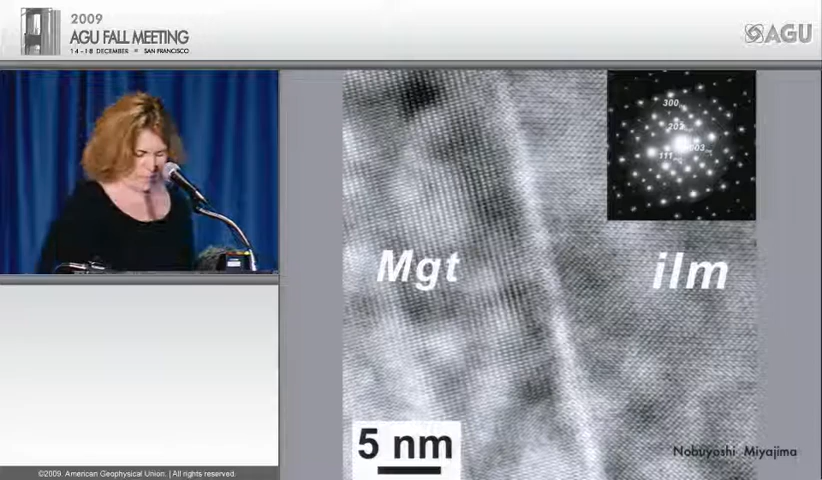 2009
AGU FALL MEETING
14-18 DECEMBER • SAN FRANCISCO
AGU
300
111
003
Mgt
ilm
5 nm
Nobuyoshi Miyajima
©2009. American Geophysical Union. | All rights reserved.